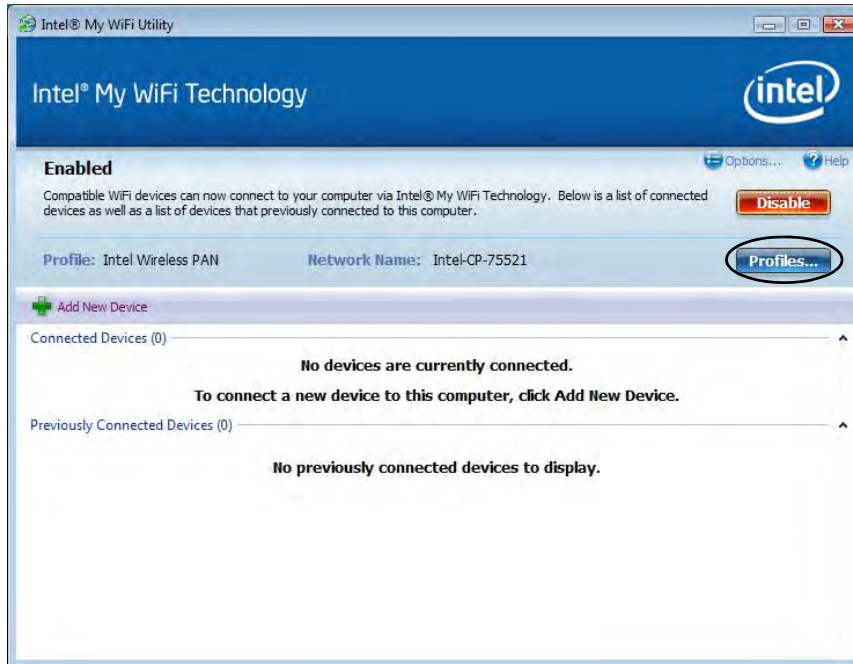 Intel® My WiFi Utility
Intel® My WiFi Technology
intel
Enabled
Options...
Help
Compatible WiFi devices can now connect to your computer via Intel® My WiFi Technology. Below is a list of connected
devices as well as a list of devices that previously connected to this computer.
Disable
Profile: Intel Wireless PAN
Network Name: Intel-CP-75521
Profiles...
Add New Device
Connected Devices (0)
No devices are currently connected.
To connect a new device to this computer, click Add New Device.
Previously Connected Devices (0)
No previously connected devices to display.